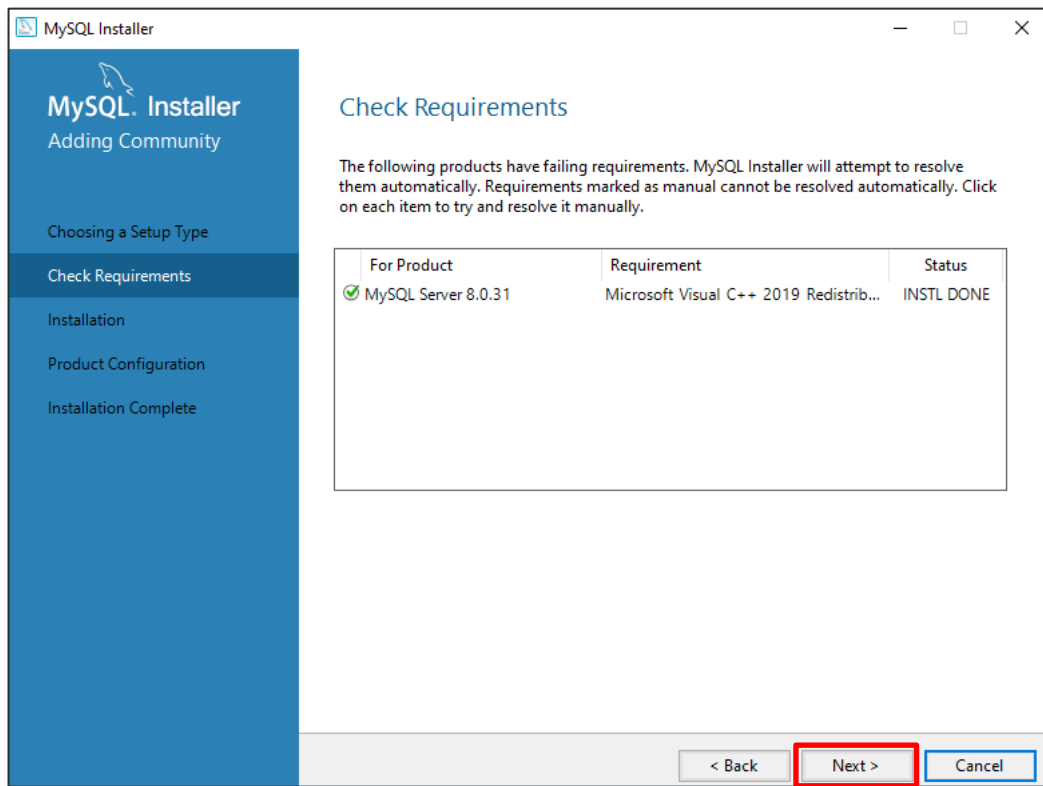 MySQL Installer
MySQL. Installer
Adding Community
Choosing a Setup Type
Check Requirements
Installation
Product Configuration
Installation Complete
Check Requirements
The following products have failing requirements. MySQL Installer will attempt to resolve
them automatically. Requirements marked as manual cannot be resolved automatically. Click
on each item to try and resolve it manually.
For Product Requirement Status
MySQL Server 8.0.31 Microsoft Visual C++ 2019 Redistrib... INSTL DONE
< Back Next > Cancel